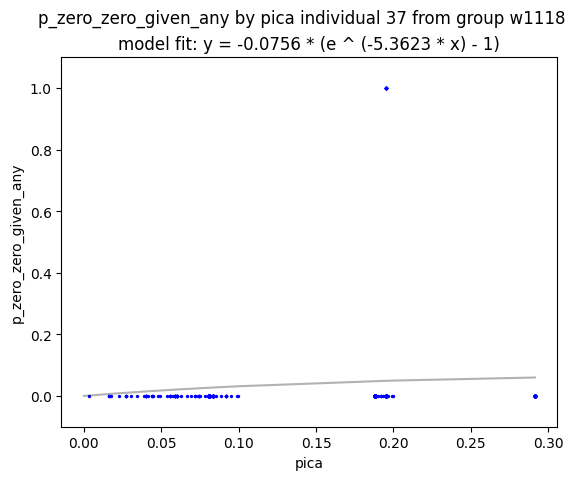 p_zero_zero_given_any by pica individual 37 from group w1118
model fit: y = -0.0756 * (e ^ (-5.3623 * x) - 1)
p_zero_zero_given_any
1.0
0.8
0.6
0.4
0.2
0.0
0.00 0.05 0.10 0.15 0.20 0.25 0.30
pica